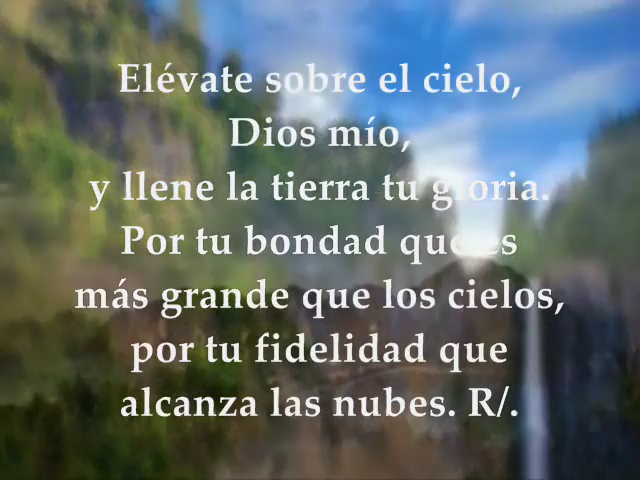 Elévate sobre el cielo,
Dios mío,
y llene la tierra tu gloria.
Por tu bondad que es
más grande que los cielos,
por tu fidelidad que
alcanza las nubes. R/.